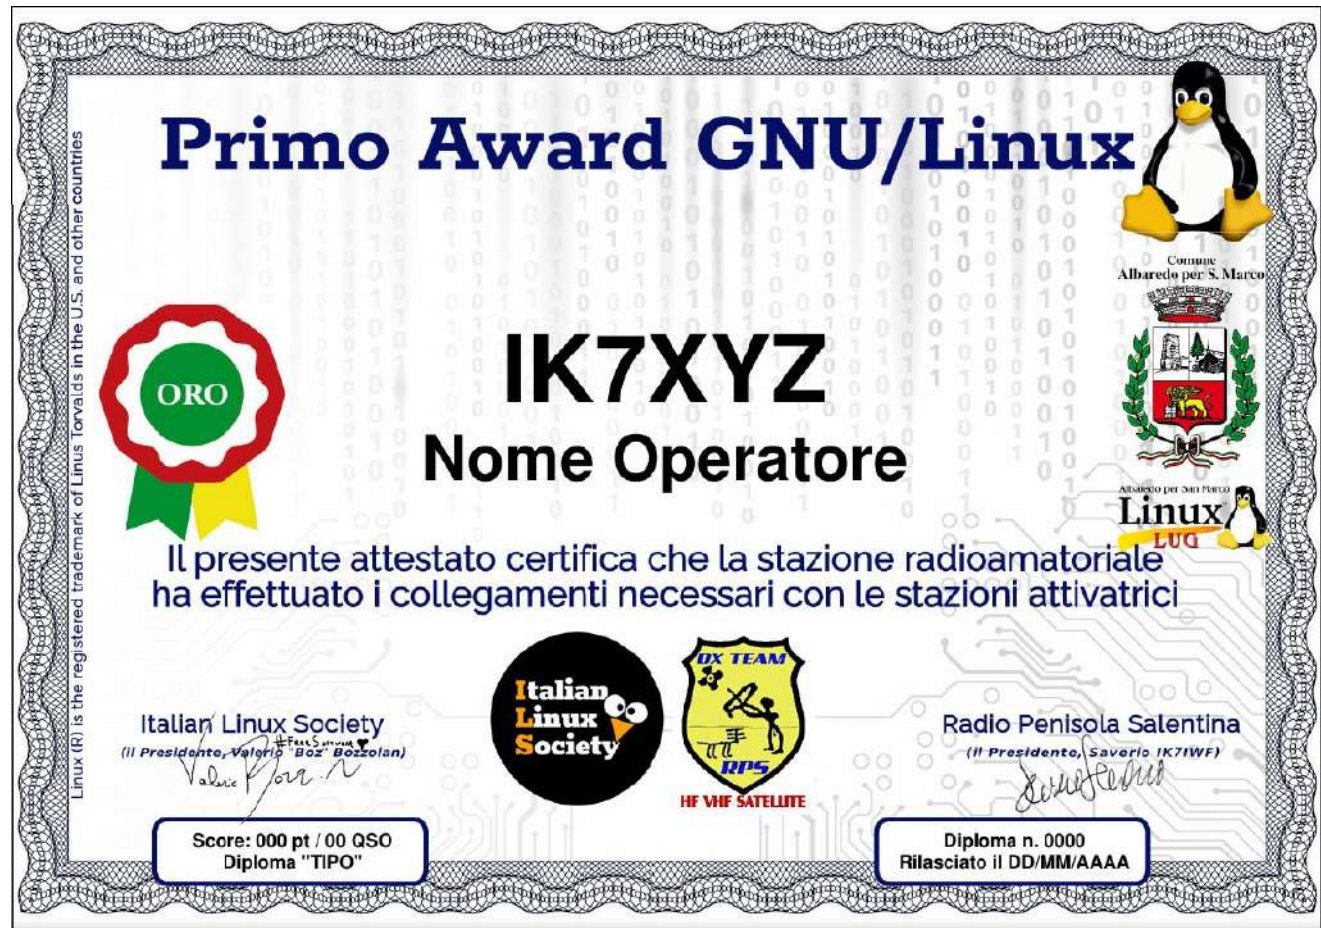 Primo Award GNU/Linux
Linux (R) is the registered trademark of Linus Torvalds in the U.S. and other countries
Comune
Albaredo per S. Marco
ORO
IK7XYZ
Nome Operatore
Albaredo per San Marco
Linux
LUG
Il presente attestato certifica che la stazione radioamatoriale
ha effettuato i collegamenti necessari con le stazioni attivatrici
Italian
Linux
Society
DX TEAM
RPS
HF VHF SATELLITE
Italian Linux Society
(il Presidente, Valerio "Boz" Bozzolan)
#FreeSoftware
Radio Penisola Salentina
(il Presidente, Saverio IK7IWF)
Score: 000 pt / 00 QSO
Diploma "TIPO"
Diploma n. 0000
Rilasciato il DD/MM/AAAA